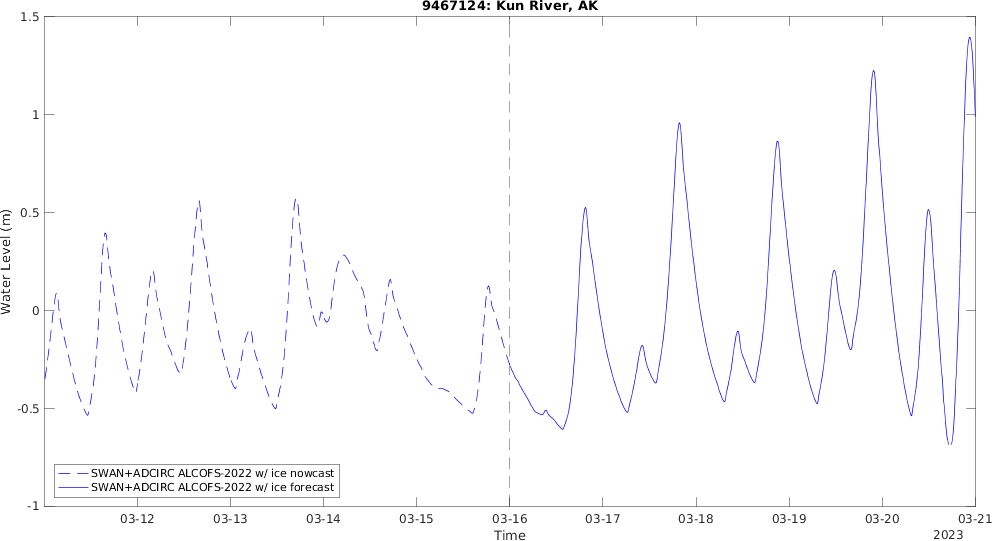 9467124: Kun River, AK
1.5
1
0.5
0
-0.5
-1
Water Level (m)
SWAN+ADCIRC ALCOFS-2022 w/ ice nowcast
SWAN+ADCIRC ALCOFS-2022 w/ ice forecast
03-12 03-13 03-14 03-15 03-16 03-17 03-18 03-19 03-20 03-21
Time
2023